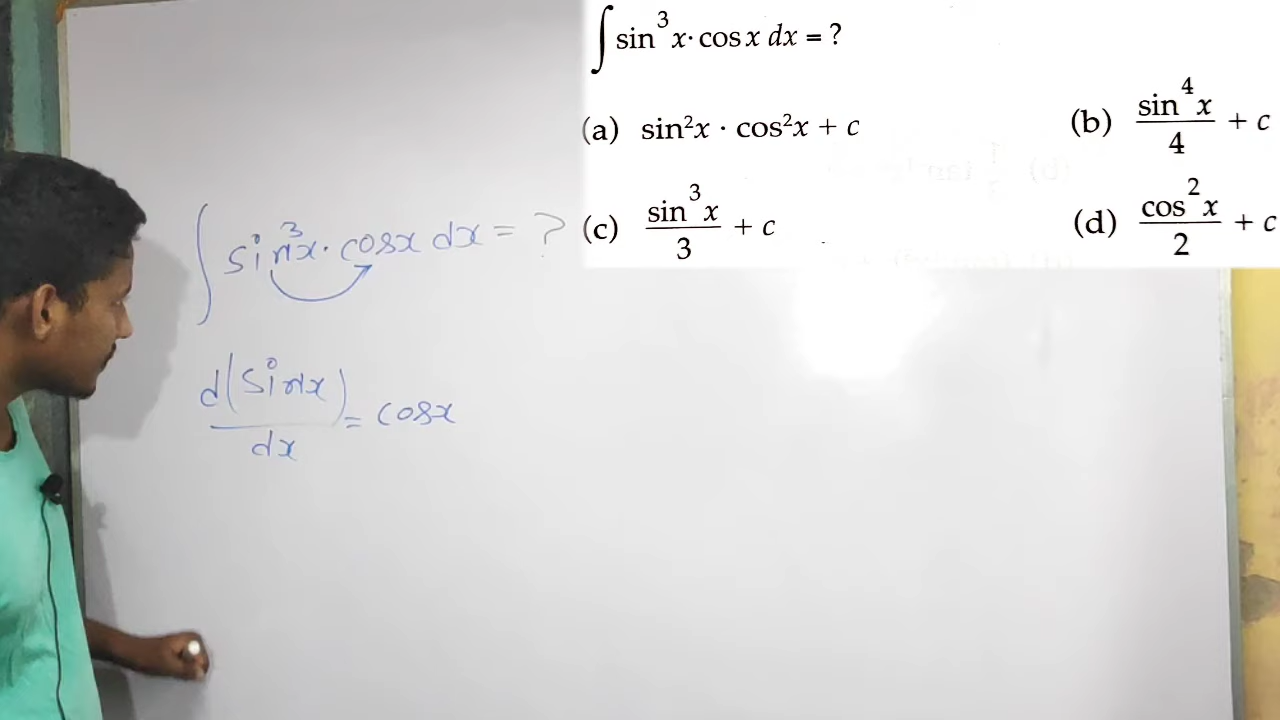 ∫ sin³x · cos x dx = ?
(a) sin²x · cos²x + c
(b) sin⁴x/4 + c
(c) sin³x/3 + c
(d) cos²x/2 + c
∫ sin³x · cosx dx = ?
d(sinx)/dx = cosx